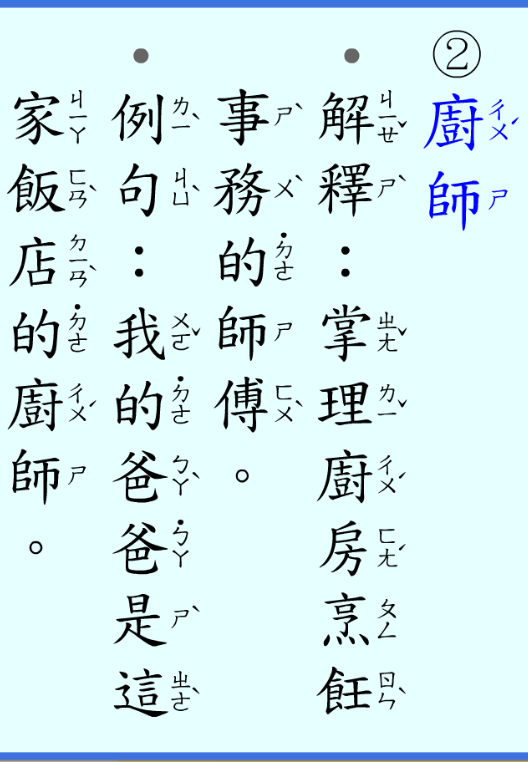 ②廚師
解釋：掌理廚房烹飪
事務的師傅。
例句：我的爸爸是這
家飯店的廚師。